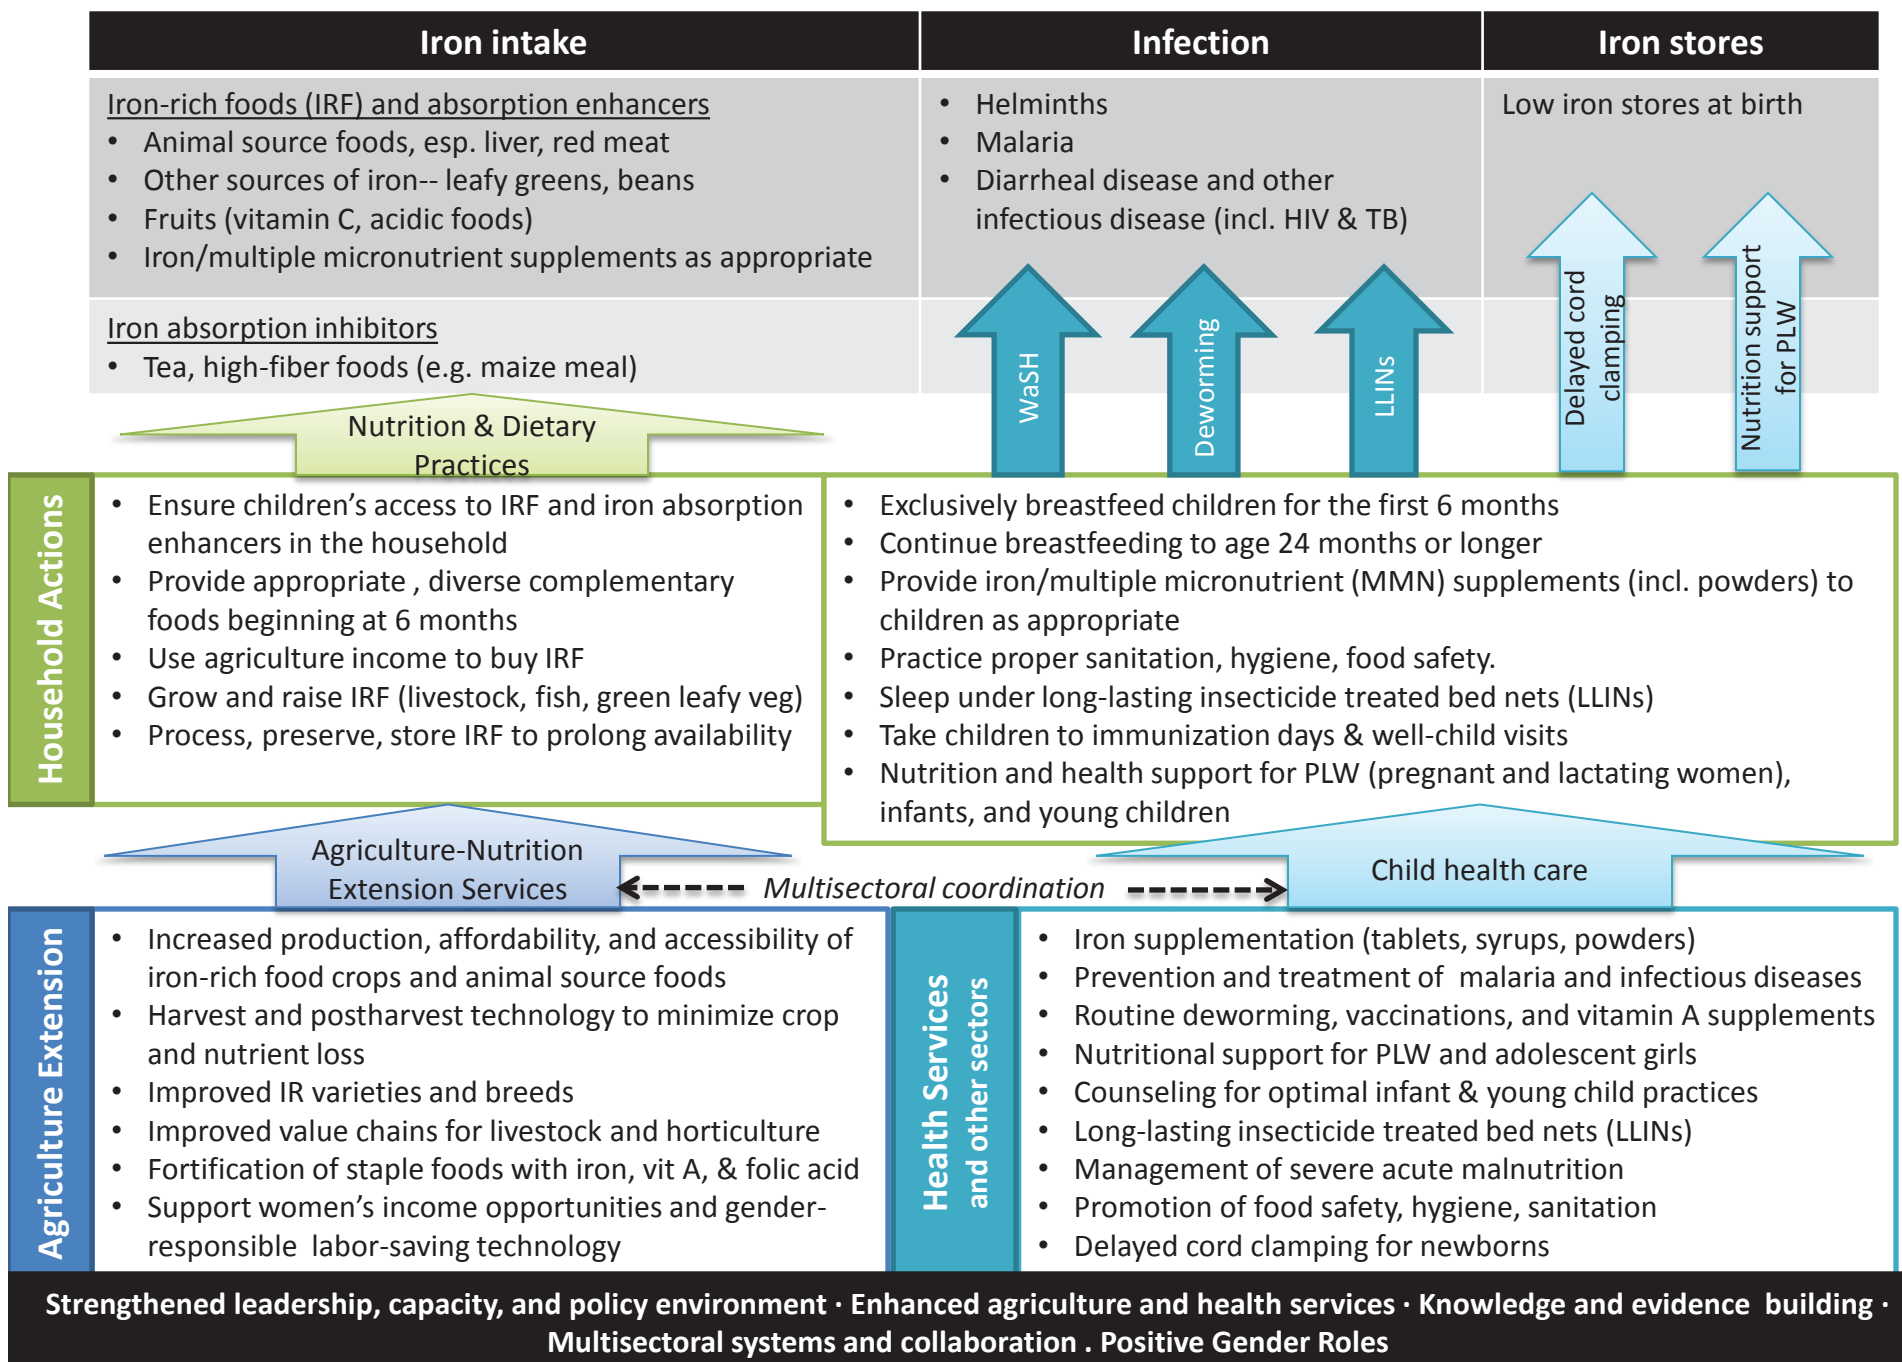 Iron intake
Infection
Iron stores
Iron-rich foods (IRF) and absorption enhancers
• Animal source foods, esp. liver, red meat
• Other sources of iron-- leafy greens, beans
• Fruits (vitamin C, acidic foods)
• Iron/multiple micronutrient supplements as appropriate
• Helminths
• Malaria
• Diarrheal disease and other
infectious disease (incl. HIV & TB)
Low iron stores at birth
Iron absorption inhibitors
• Tea, high-fiber foods (e.g. maize meal)
Nutrition & Dietary
Practices
WaSH
Deworming
LLINs
Delayed cord
clamping
Nutrition support
for PLW
Household Actions
• Ensure children’s access to IRF and iron absorption
enhancers in the household
• Provide appropriate , diverse complementary
foods beginning at 6 months
• Use agriculture income to buy IRF
• Grow and raise IRF (livestock, fish, green leafy veg)
• Process, preserve, store IRF to prolong availability
• Exclusively breastfeed children for the first 6 months
• Continue breastfeeding to age 24 months or longer
• Provide iron/multiple micronutrient (MMN) supplements (incl. powders) to
children as appropriate
• Practice proper sanitation, hygiene, food safety.
• Sleep under long-lasting insecticide treated bed nets (LLINs)
• Take children to immunization days & well-child visits
• Nutrition and health support for PLW (pregnant and lactating women),
infants, and young children
Agriculture-Nutrition
Extension Services
Multisectoral coordination
Child health care
Agriculture Extension
• Increased production, affordability, and accessibility of
iron-rich food crops and animal source foods
• Harvest and postharvest technology to minimize crop
and nutrient loss
• Improved IR varieties and breeds
• Improved value chains for livestock and horticulture
• Fortification of staple foods with iron, vit A, & folic acid
• Support women’s income opportunities and gender-
responsible labor-saving technology
Health Services
and other sectors
• Iron supplementation (tablets, syrups, powders)
• Prevention and treatment of malaria and infectious diseases
• Routine deworming, vaccinations, and vitamin A supplements
• Nutritional support for PLW and adolescent girls
• Counseling for optimal infant & young child practices
• Long-lasting insecticide treated bed nets (LLINs)
• Management of severe acute malnutrition
• Promotion of food safety, hygiene, sanitation
• Delayed cord clamping for newborns
Strengthened leadership, capacity, and policy environment · Enhanced agriculture and health services · Knowledge and evidence building ·
Multisectoral systems and collaboration . Positive Gender Roles